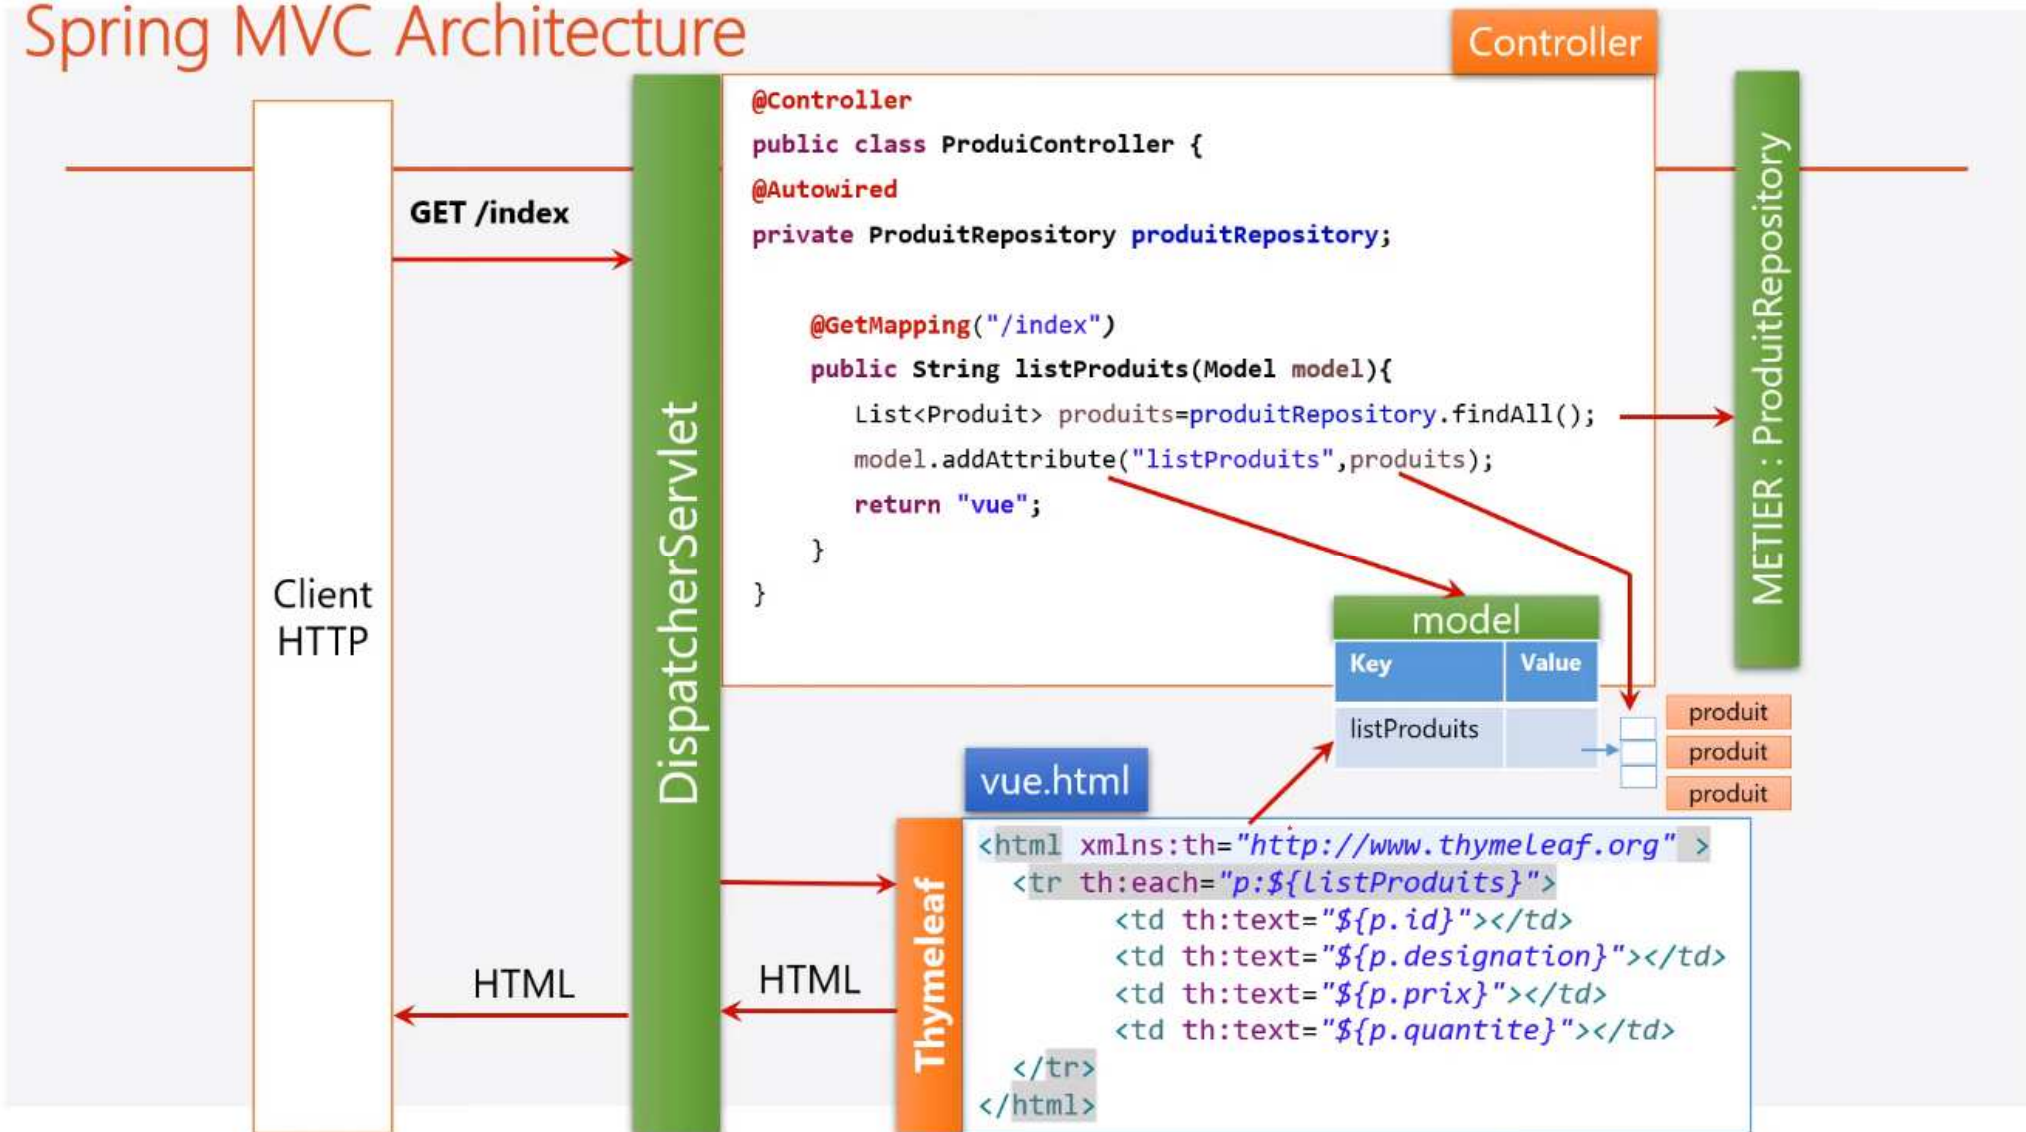 Spring MVC Architecture
Controller
Client
HTTP
GET /index
DispatcherServlet
@Controller
public class ProduiController {
@Autowired
private ProduitRepository produitRepository;
@GetMapping("/index")
public String listProduits(Model model){
List<Produit> produits=produitRepository.findAll();
model.addAttribute("listProduits",produits);
return "vue";
}
}
METIER : ProduitRepository
model
Key Value
listProduits
produit
produit
produit
vue.html
Thymeleaf
<html xmlns:th="http://www.thymeleaf.org" >
<tr th:each="p:${listProduits}">
<td th:text="${p.id}"></td>
<td th:text="${p.designation}"></td>
<td th:text="${p.prix}"></td>
<td th:text="${p.quantite}"></td>
</tr>
</html>
HTML
HTML